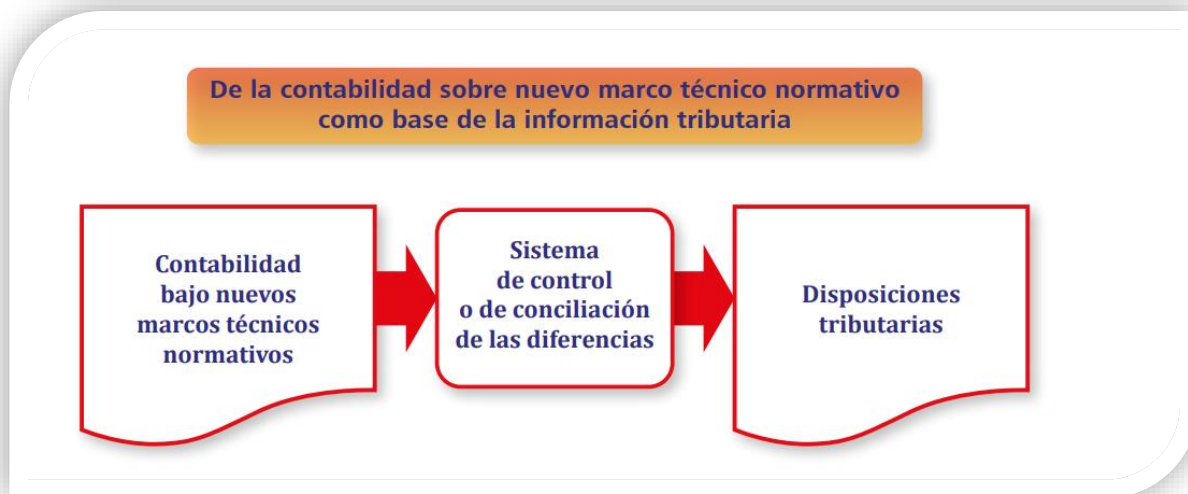 De la contabilidad sobre nuevo marco técnico normativo
como base de la información tributaria
Contabilidad
bajo nuevos
marcos técnicos
normativos
Sistema
de control
o de conciliación
de las diferencias
Disposiciones
tributarias